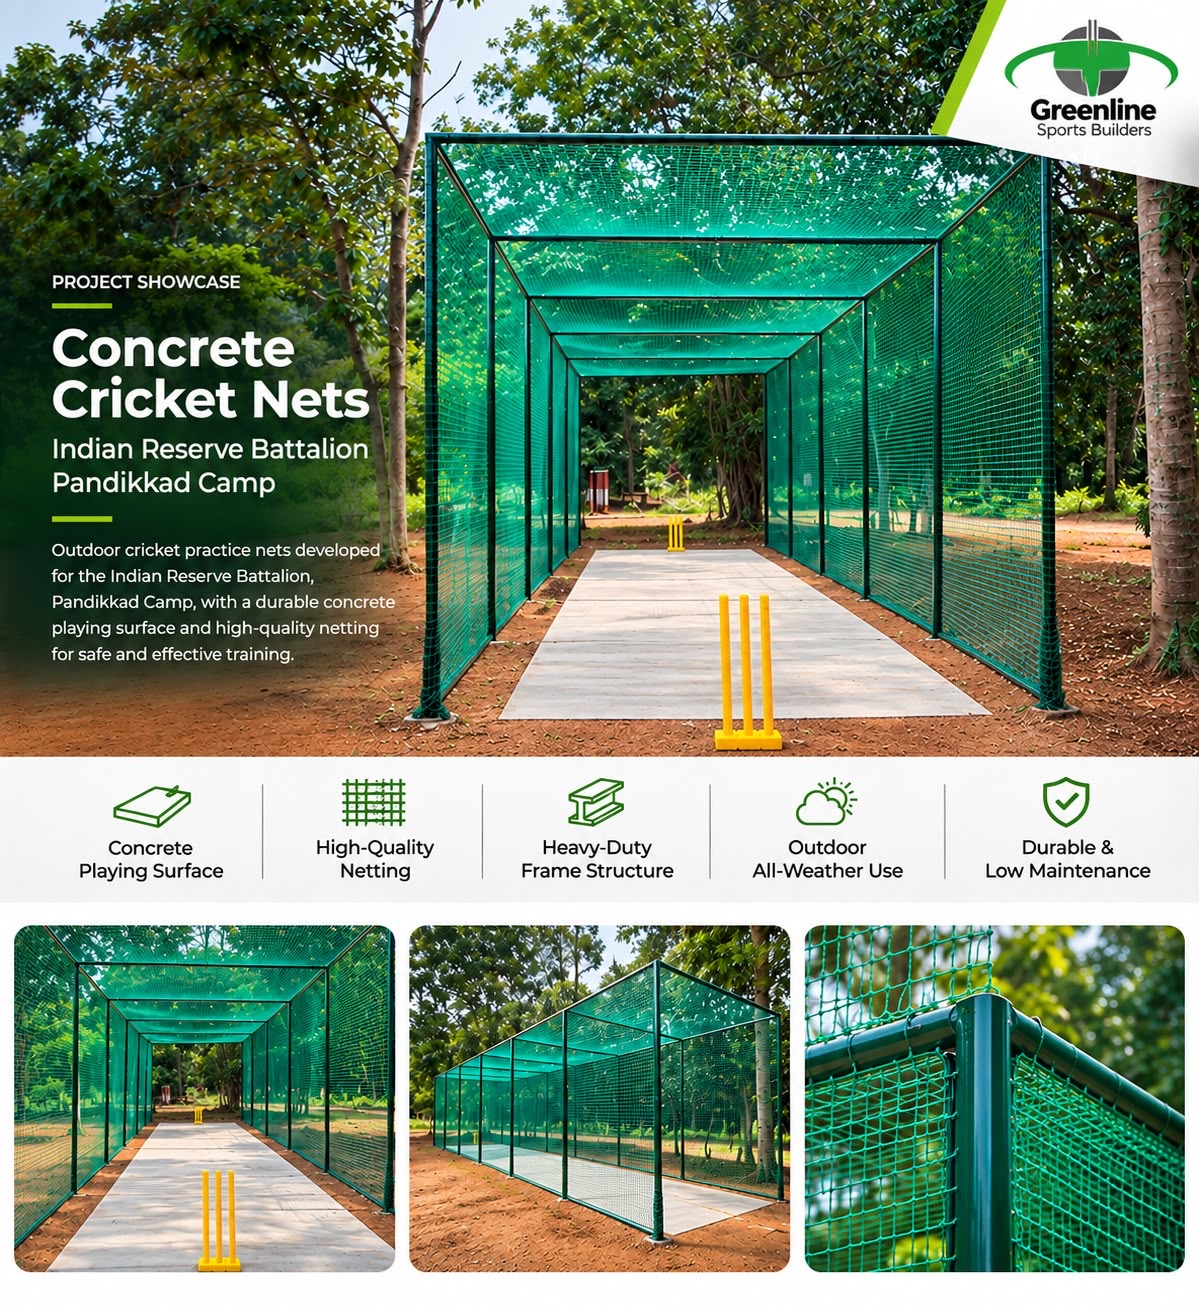 Greenline
Sports Builders
PROJECT SHOWCASE
Concrete
Cricket Nets
Indian Reserve Battalion
Pandikkad Camp
Outdoor cricket practice nets developed
for the Indian Reserve Battalion,
Pandikkad Camp, with a durable concrete
playing surface and high-quality netting
for safe and effective training.
Concrete
Playing Surface
High-Quality
Netting
Heavy-Duty
Frame Structure
Outdoor
All-Weather Use
Durable &
Low Maintenance